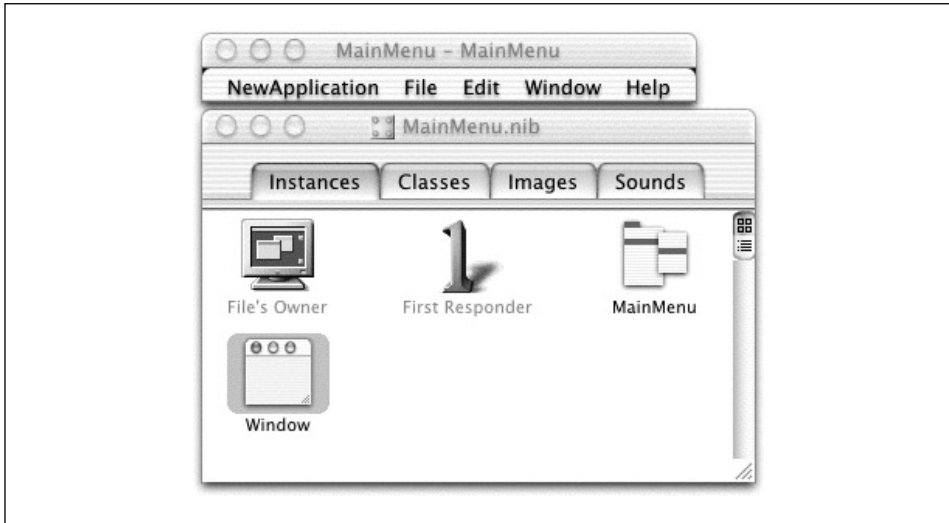 MainMenu – MainMenu
NewApplication File Edit Window Help
MainMenu.nib
Instances Classes Images Sounds
File's Owner First Responder MainMenu
Window